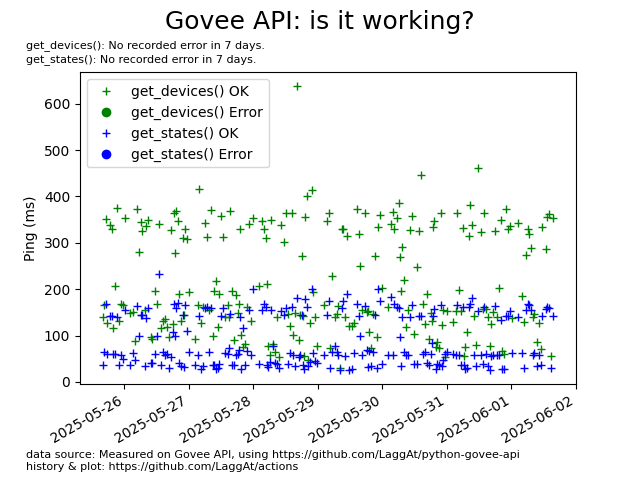 Govee API: is it working?
get_devices(): No recorded error in 7 days.
get_states(): No recorded error in 7 days.
get_devices() OK
get_devices() Error
get_states() OK
get_states() Error
Ping (ms)
600
500
400
300
200
100
0
2025-05-26
2025-05-27
2025-05-28
2025-05-29
2025-05-30
2025-05-31
2025-06-01
2025-06-02
data source: Measured on Govee API, using https://github.com/LaggAt/python-govee-api
history & plot: https://github.com/LaggAt/actions